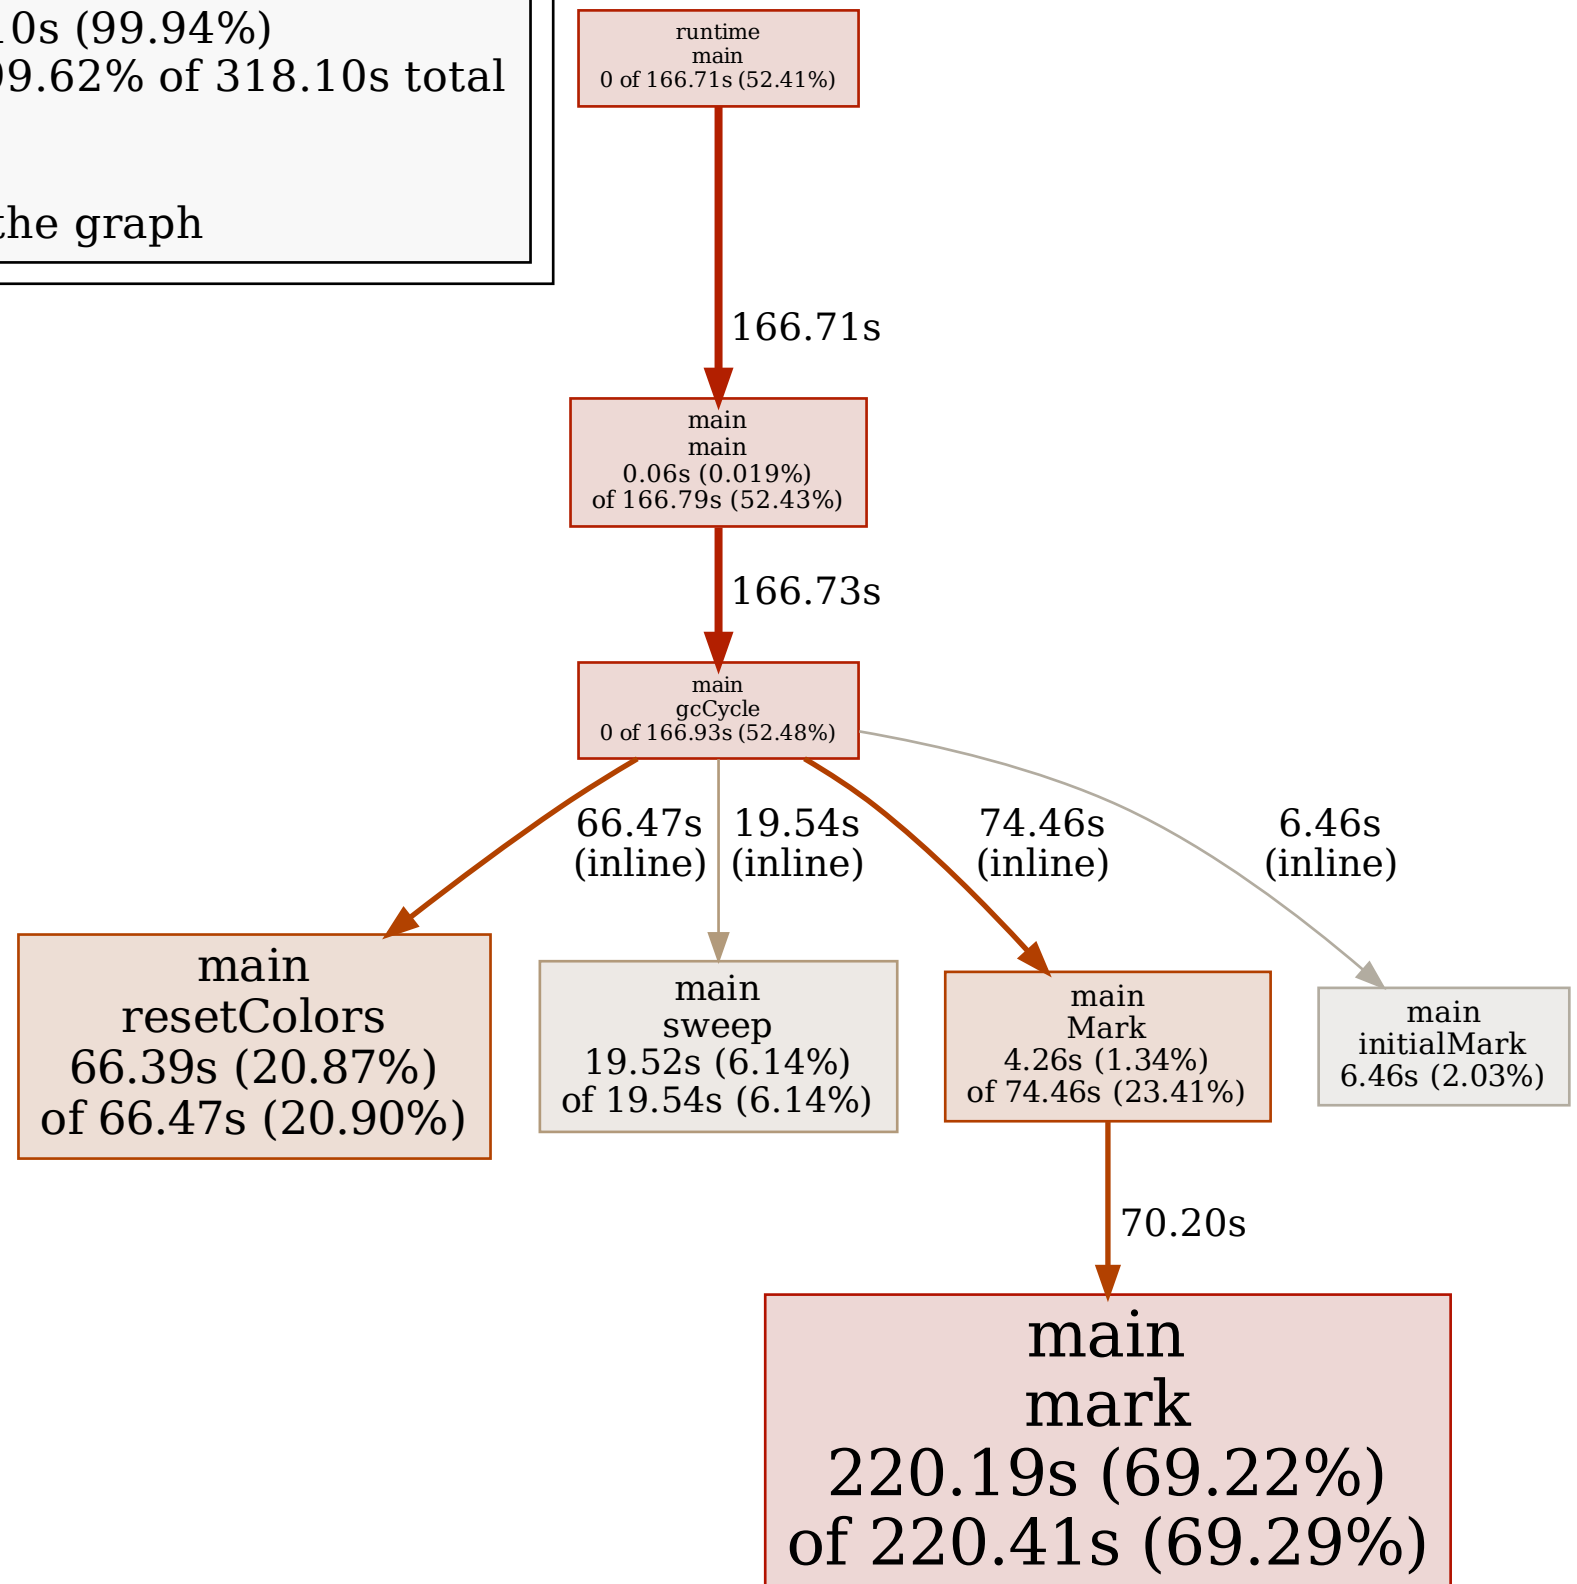 10s (99.94%)
99.62% of 318.10s total
the graph
runtime
main
0 of 166.71s (52.41%)
166.71s
main
main
0.06s (0.019%)
of 166.79s (52.43%)
166.73s
main
gcCycle
0 of 166.93s (52.48%)
66.47s
(inline)
19.54s
(inline)
74.46s
(inline)
6.46s
(inline)
main
resetColors
66.39s (20.87%)
of 66.47s (20.90%)
main
sweep
19.52s (6.14%)
of 19.54s (6.14%)
main
Mark
4.26s (1.34%)
of 74.46s (23.41%)
main
initialMark
6.46s (2.03%)
70.20s
main
mark
220.19s (69.22%)
of 220.41s (69.29%)